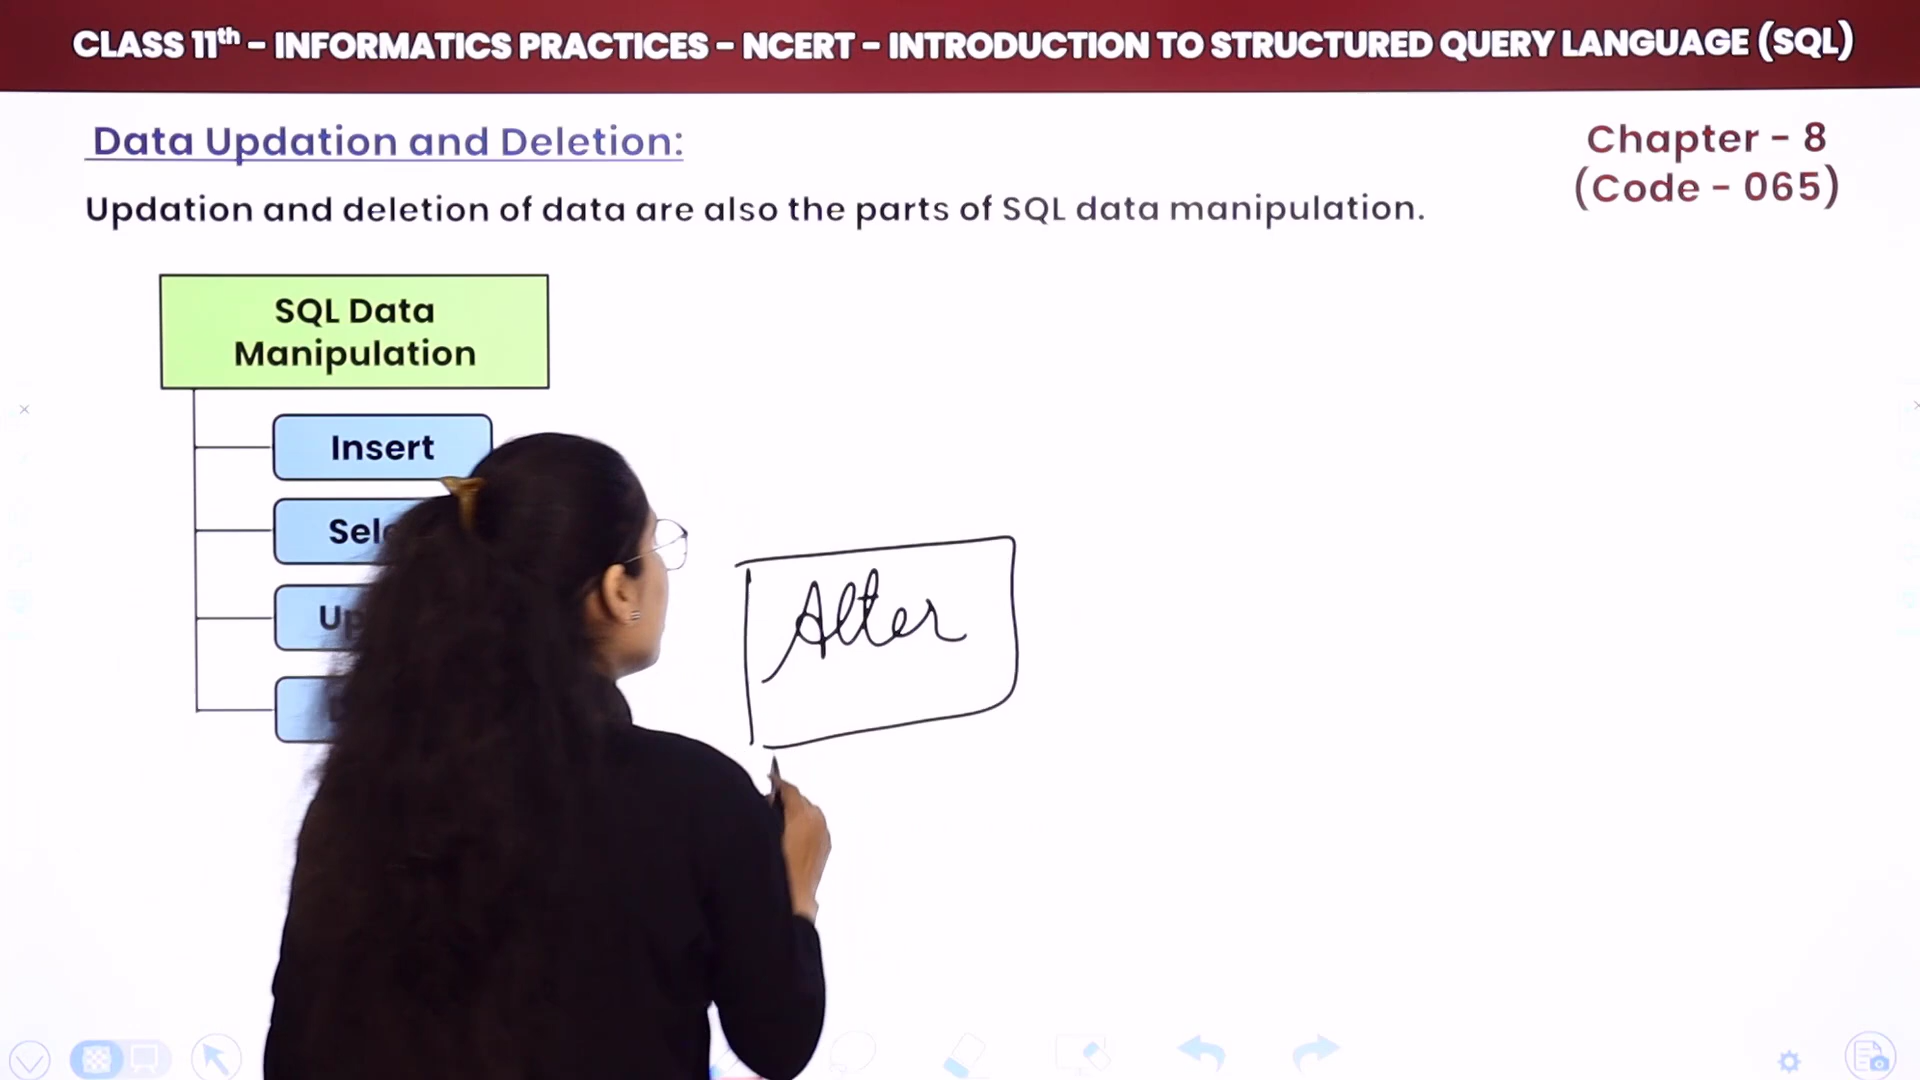 CLASS 11th – INFORMATICS PRACTICES – NCERT – INTRODUCTION TO STRUCTURED QUERY LANGUAGE (SQL)
Data Updation and Deletion:
Chapter - 8
(Code - 065)
Updation and deletion of data are also the parts of SQL data manipulation.
SQL Data
Manipulation
Insert
Alter